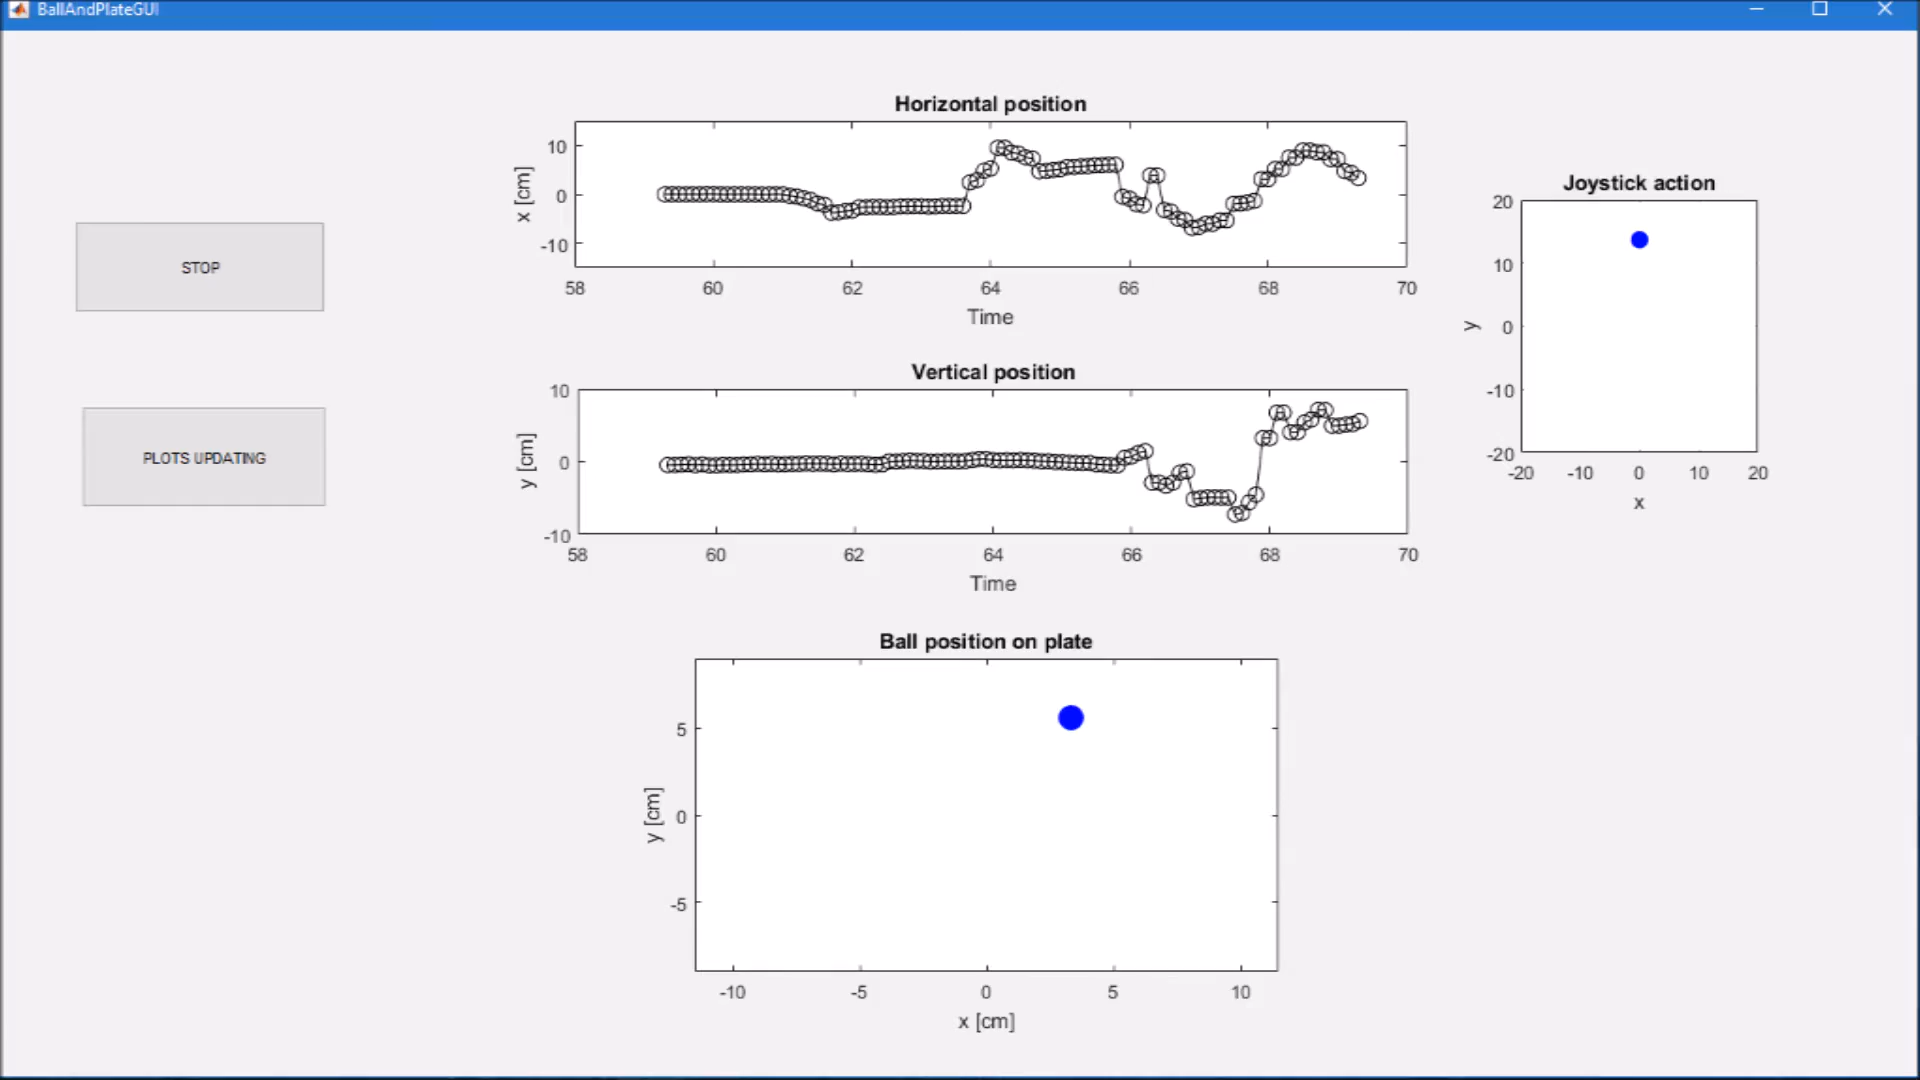 BallAndPlateGUI
STOP
PLOTS UPDATING
Horizontal position
x [cm]
10
0
-10
58 60 62 64 66 68 70
Time
Vertical position
y [cm]
10
0
-10
58 60 62 64 66 68 70
Time
Joystick action
y
20
10
0
-10
-20
-20 -10 0 10 20
x
Ball position on plate
y [cm]
5
0
-5
-10 -5 0 5 10
x [cm]